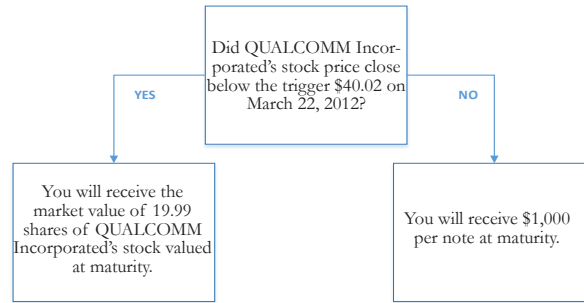 Did QUALCOMM Incor-
porated's stock price close
below the trigger $40.02 on
March 22, 2012?
YES
NO
You will receive the
market value of 19.99
shares of QUALCOMM
Incorporated's stock valued
at maturity.
You will receive $1,000
per note at maturity.